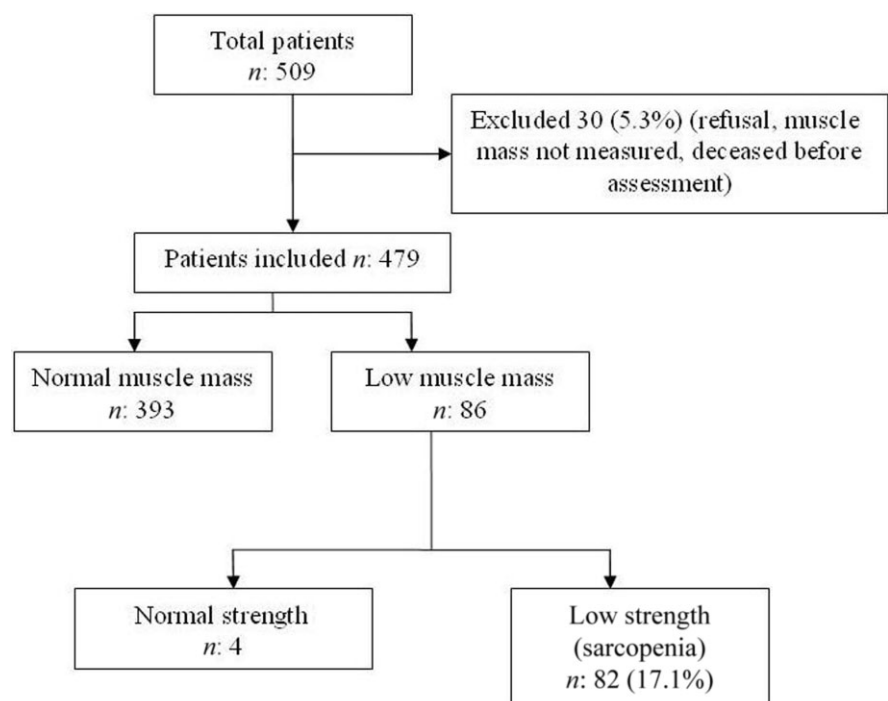 Total patients
n: 509
Excluded 30 (5.3%) (refusal, muscle
mass not measured, deceased before
assessment)
Patients included n: 479
Normal muscle mass
n: 393
Low muscle mass
n: 86
Normal strength
n: 4
Low strength
(sarcopenia)
n: 82 (17.1%)